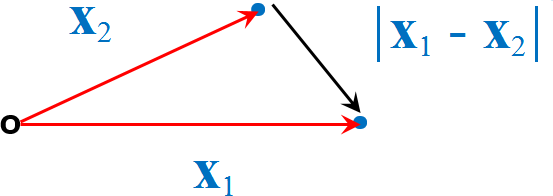 x₂
|x₁ - x₂|
o
x₁